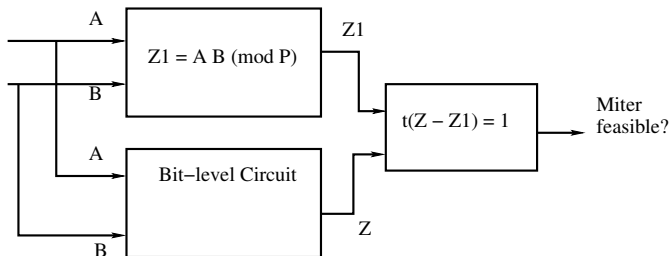 A
Z1 = A B (mod P)
B
Z1
t(Z − Z1) = 1
Miter
feasible?
A
Bit−level Circuit
B
Z